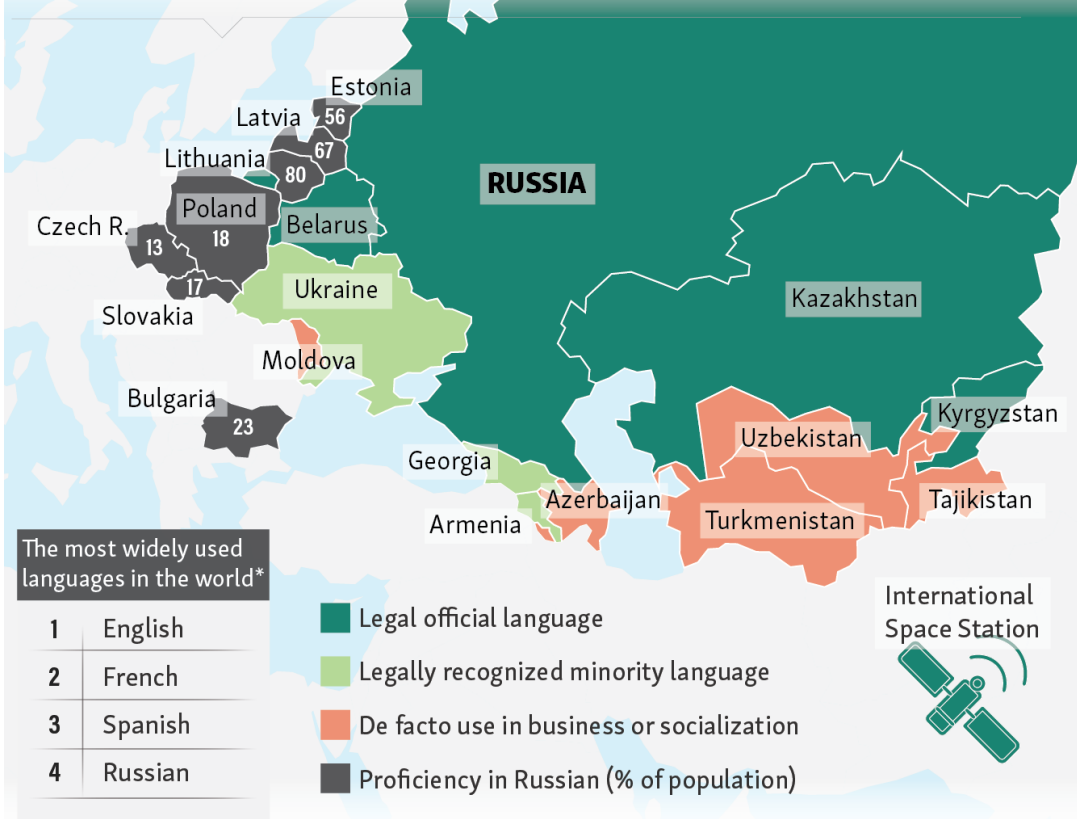 Estonia
56
Latvia
67
Lithuania
80
RUSSIA
Poland
18
Belarus
Czech R.
13
17
Slovakia
Ukraine
Kazakhstan
Moldova
Bulgaria
23
Kyrgyzstan
Uzbekistan
Georgia
Azerbaijan
Tajikistan
Armenia
Turkmenistan
The most widely used
languages in the world*
1 English
2 French
3 Spanish
4 Russian
Legal official language
Legally recognized minority language
De facto use in business or socialization
Proficiency in Russian (% of population)
International
Space Station